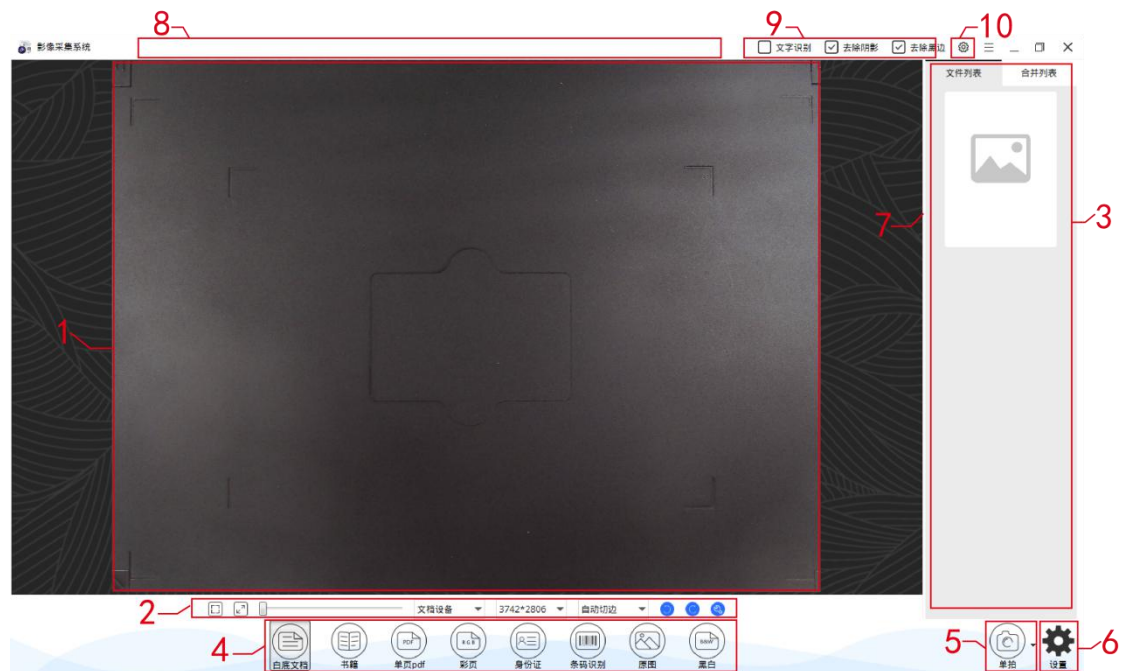 8
9
10
影像采集系统
文字识别
去除阴影
去除黑边
文件列表
合并列表
7
3
1
2
文档设备
3742*2806
自动切边
4
白底文档
书籍
PDF
单页pdf
RGB
彩页
身份证
条码识别
原图
B&W
黑白
5
单拍
6
设置